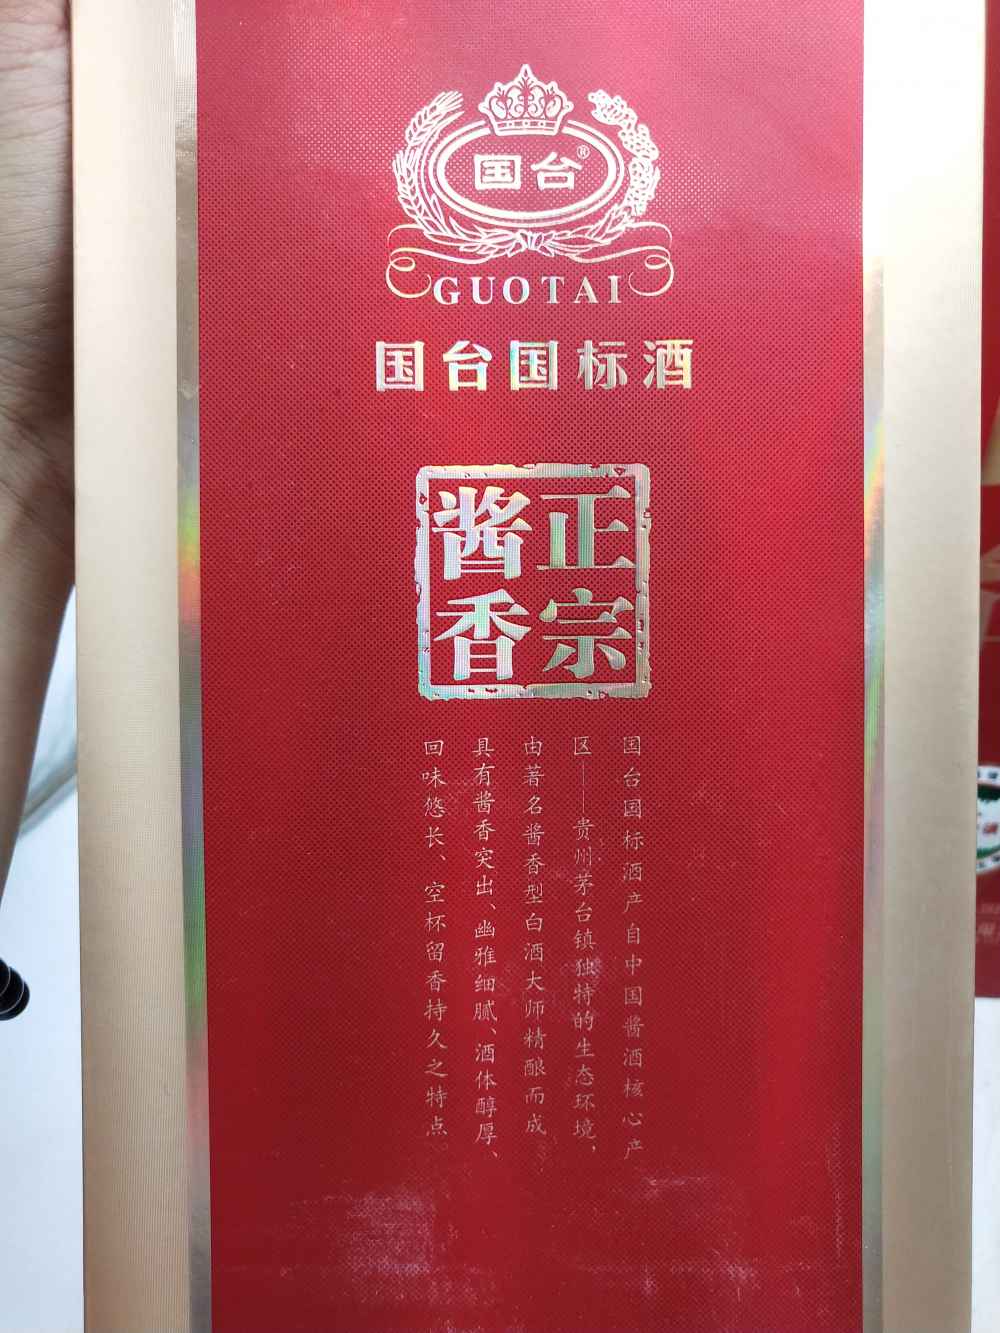 国台®
GUOTAI
国台国标酒
正宗
酱香
国台国标酒产自中国酱酒核心产
区——贵州茅台镇独特的生态环境，
由著名酱香型白酒大师精酿而成，
具有酱香突出、幽雅细腻、酒体醇厚、
回味悠长、空杯留香持久之特点。